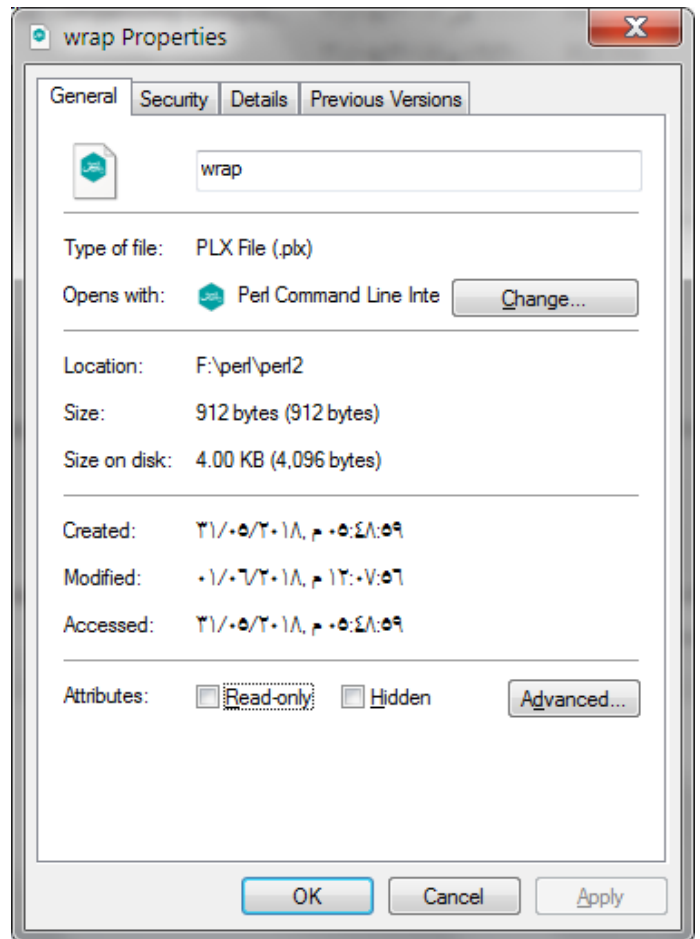 wrap Properties
General Security Details Previous Versions
wrap
Type of file: PLX File (.plx)
Opens with: Perl Command Line Inte Change...
Location: F:\perl\perl2
Size: 912 bytes (912 bytes)
Size on disk: 4.00 KB (4,096 bytes)
Created: ٣١/٠٥/٢٠١٨, م ٠٥:٤٨:٥٩
Modified: ٠١/٠٦/٢٠١٨, م ١٢:٠٧:٥٦
Accessed: ٣١/٠٥/٢٠١٨, م ٠٥:٤٨:٥٩
Attributes: Read-only Hidden Advanced...
OK Cancel Apply